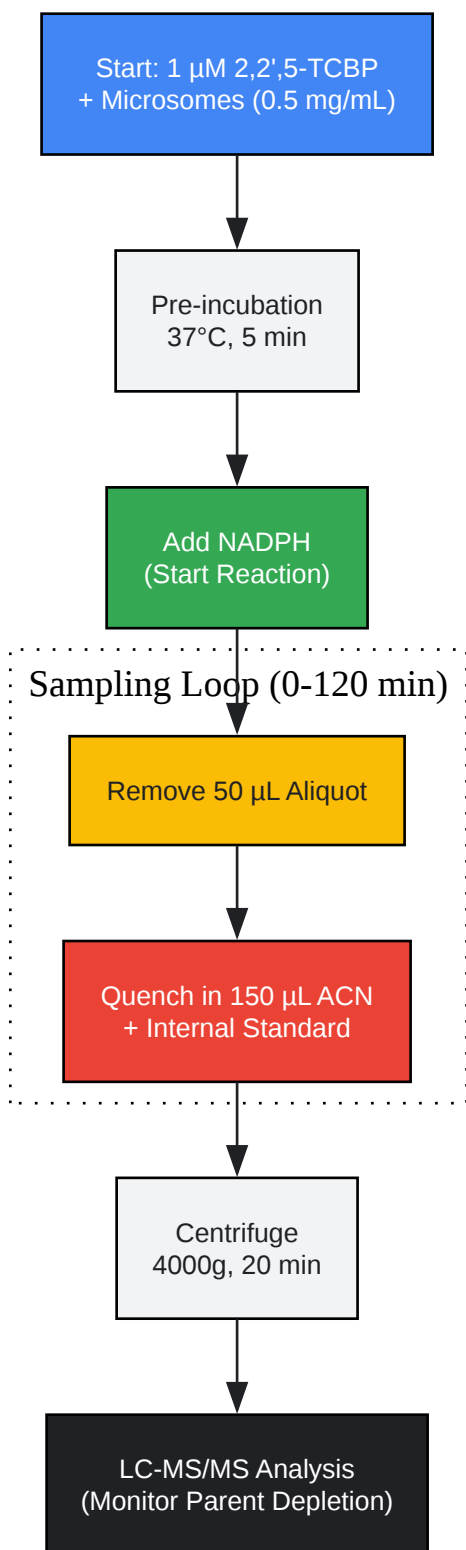 Start: 1 µM 2,2',5-TCBP
+ Microsomes (0.5 mg/mL)
Pre-incubation
37°C, 5 min
Add NADPH
(Start Reaction)
Sampling Loop (0-120 min)
Remove 50 µL Aliquot
Quench in 150 µL ACN
+ Internal Standard
Centrifuge
4000g, 20 min
LC-MS/MS Analysis
(Monitor Parent Depletion)